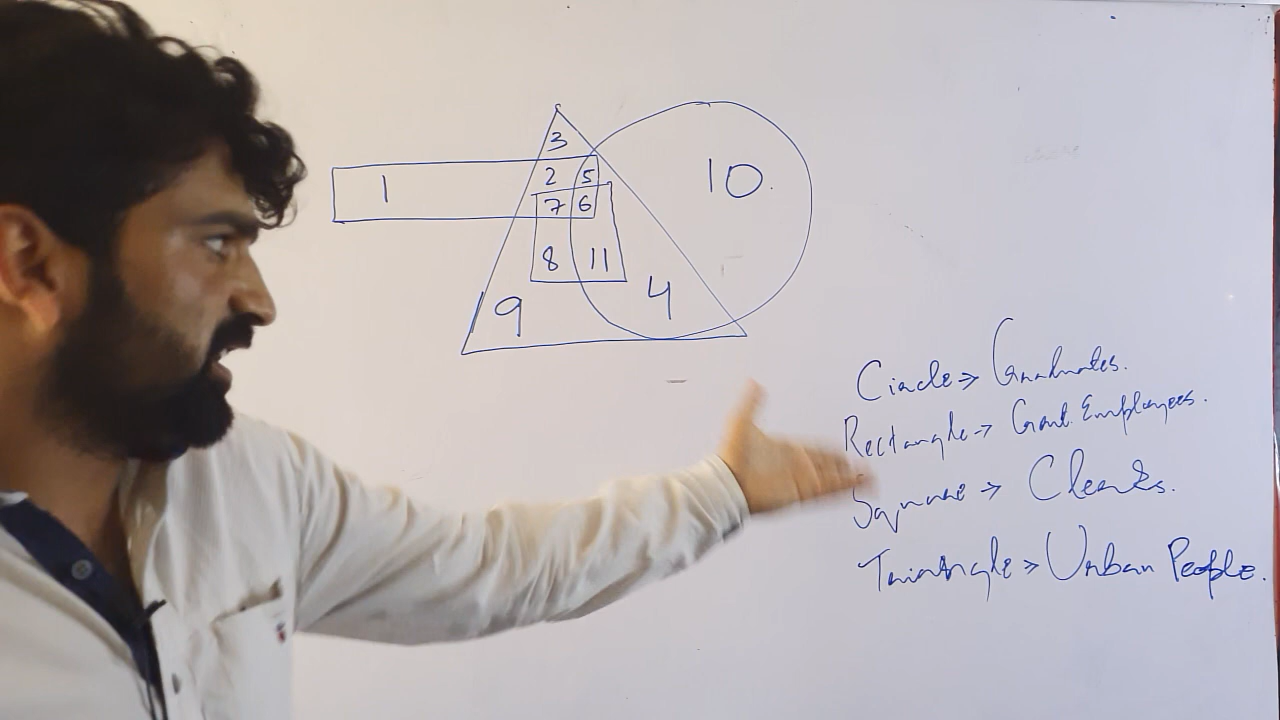 3
1 2 5 10.
7 6
8 11
9 4
Circle → Graduates.
Rectangle → Govt. Employees.
Square → Clerks.
Triangle → Urban People.